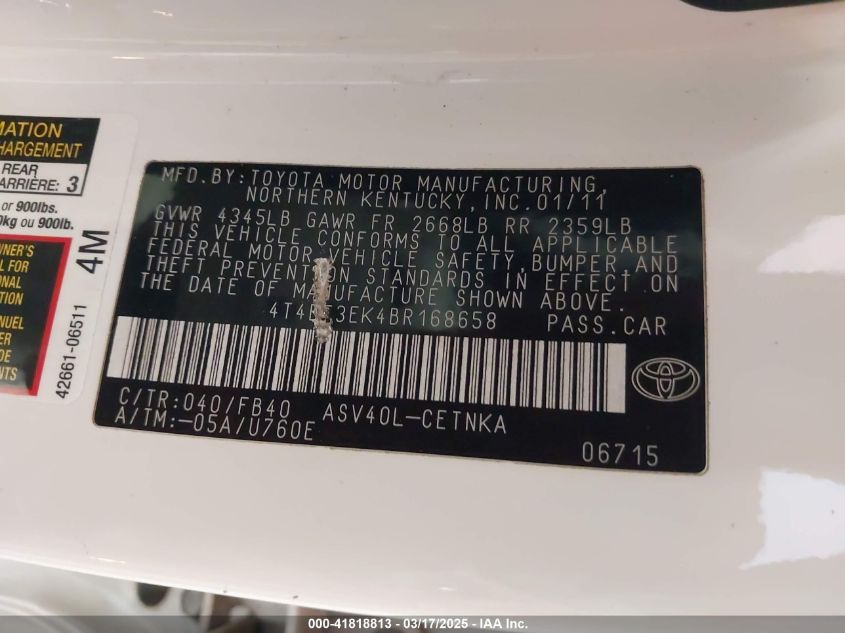 MATION
CHARGEMENT
REAR
ARRIÈRE: 3
or 900lbs.
0kg ou 900lb.
4M
42661-06511
MFD.BY:TOYOTA MOTOR MANUFACTURING,
NORTHERN KENTUCKY,INC.01/11
GVWR 4345LB GAWR FR 2668LB RR 2359LB
THIS VEHICLE CONFORMS TO ALL APPLICABLE
FEDERAL MOTOR VEHICLE SAFETY,BUMPER,AND
THEFT PREVENTION STANDARDS IN EFFECT ON
THE DATE OF MANUFACTURE SHOWN ABOVE.
PASS.CAR
C/TR:040/FB40 ASV40L-CETNKA
A/TM:-05A/U760E
06715
000-41818813 - 03/17/2025 - IAA Inc.